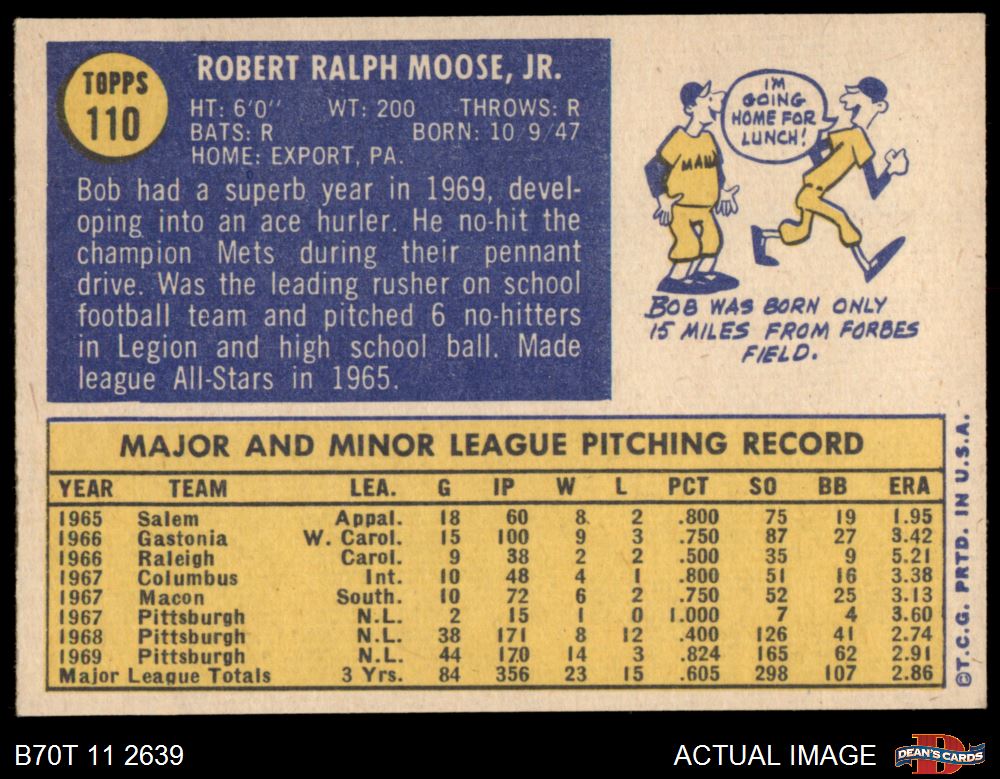 TOPPS
110
ROBERT RALPH MOOSE, JR.
HT: 6'0" WT: 200 THROWS: R
BATS: R BORN: 10/9/47
HOME: EXPORT, PA.
Bob had a superb year in 1969, devel-
oping into an ace hurler. He no-hit the
champion Mets during their pennant
drive. Was the leading rusher on school
football team and pitched 6 no-hitters
in Legion and high school ball. Made
league All-Stars in 1965.
I'M
GOING
HOME FOR
LUNCH!
BOB WAS BORN ONLY
15 MILES FROM FORBES
FIELD.
MAJOR AND MINOR LEAGUE PITCHING RECORD
YEAR TEAM LEA. G IP W L PCT SO BB ERA
1965 Salem Appal. 18 60 8 2 .800 75 19 1.95
1966 Gastonia W. Carol. 15 100 9 3 .750 87 27 3.42
1966 Raleigh Carol. 9 38 2 2 .500 35 9 5.21
1967 Columbus Int. 10 48 4 1 .800 51 16 3.38
1967 Macon South. 10 72 6 2 .750 52 25 3.13
1967 Pittsburgh N.L. 2 15 1 0 1.000 7 4 3.60
1968 Pittsburgh N.L. 38 171 8 12 .400 126 41 2.74
1969 Pittsburgh N.L. 44 170 14 3 .824 165 62 2.91
Major League Totals 3 Yrs. 84 356 23 15 .605 298 107 2.86
©T.C.G. PRTD. IN U.S.A.
B70T 11 2639
ACTUAL IMAGE
D
DEAN'S CARDS